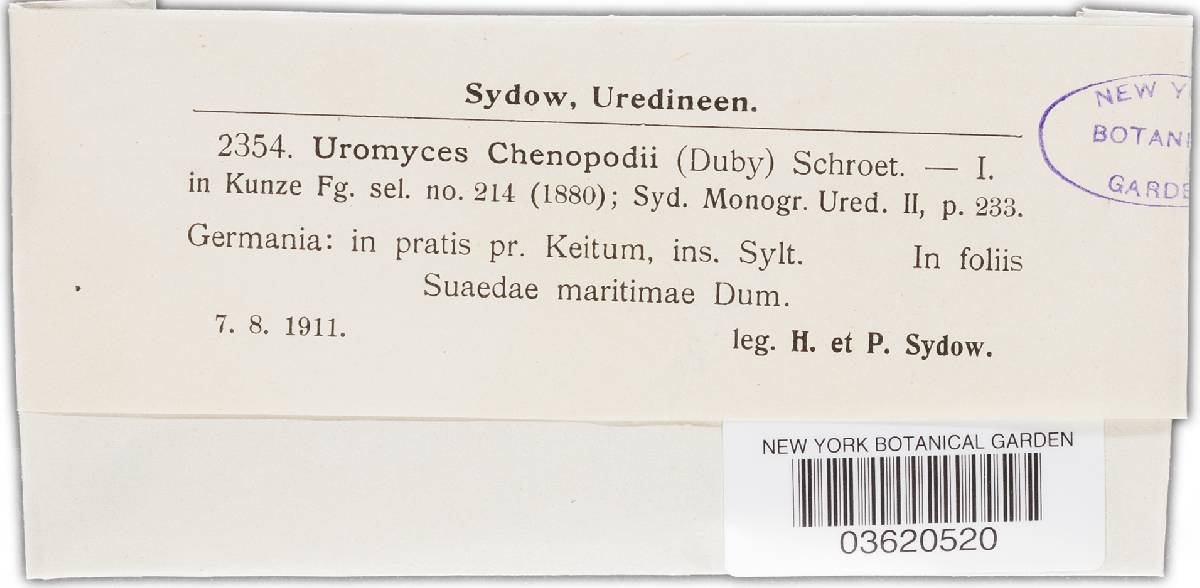 Sydow, Uredineen.
2354. Uromyces Chenopodii (Duby) Schroet. — I.
in Kunze Fg. sel. no. 214 (1880); Syd. Monogr. Ured. II, p. 233.
Germania: in pratis pr. Keitum, ins. Sylt. In foliis
Suaedae maritimae Dum.
7. 8. 1911. leg. H. et P. Sydow.
NEW Y
BOTANI
GARDE
NEW YORK BOTANICAL GARDEN
03620520